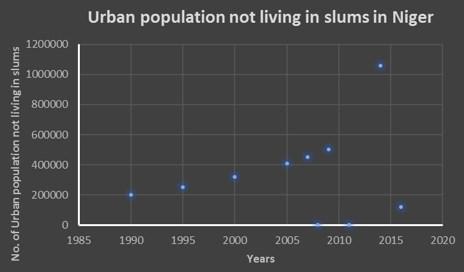 Urban population not living in slums in Niger
No. of Urban population not living in slums
1200000
1000000
800000
600000
400000
200000
0
1985 1990 1995 2000 2005 2010 2015 2020
Years